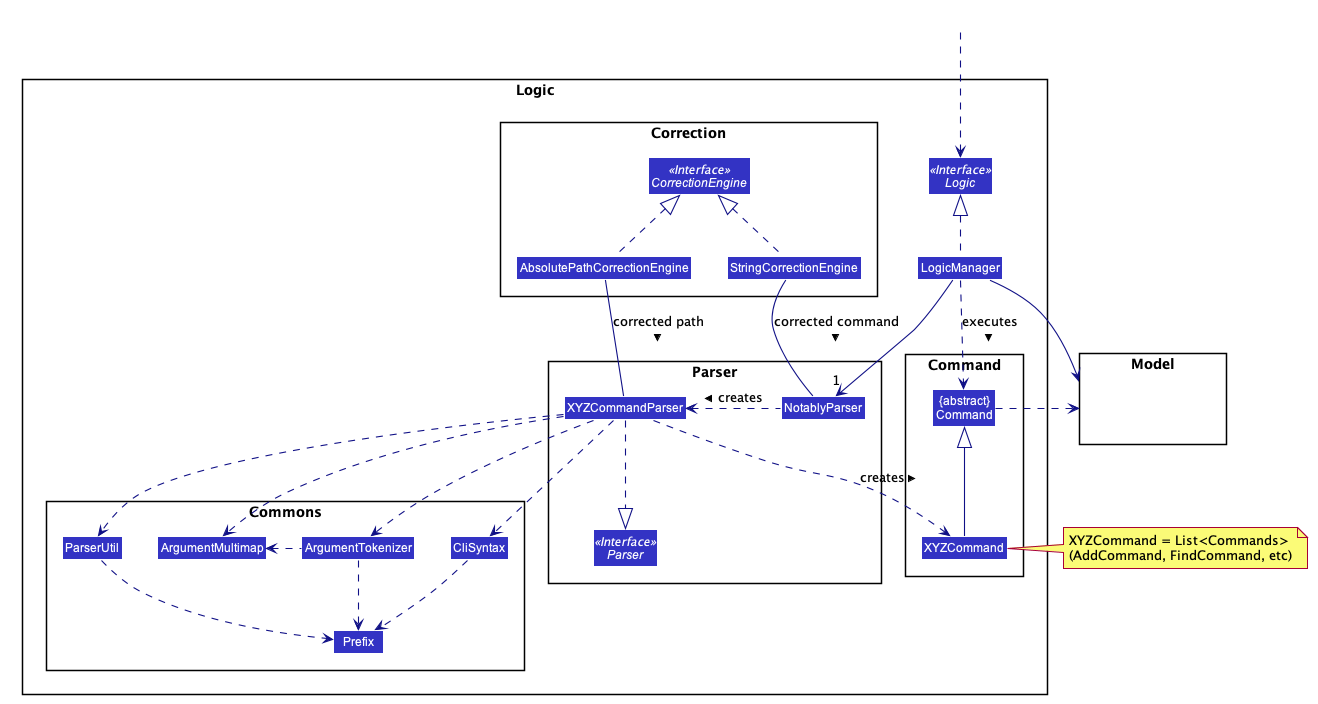 Logic
Correction
«Interface»
CorrectionEngine
«Interface»
Logic
AbsolutePathCorrectionEngine
StringCorrectionEngine
LogicManager
corrected path
▼
corrected command
▼
executes
▼
Parser
Command
Model
1
XYZCommandParser
◄ creates
NotablyParser
{abstract}
Command
creates ►
Commons
ParserUtil
ArgumentMultimap
ArgumentTokenizer
CliSyntax
«Interface»
Parser
XYZCommand
XYZCommand = List<Commands>
(AddCommand, FindCommand, etc)
Prefix